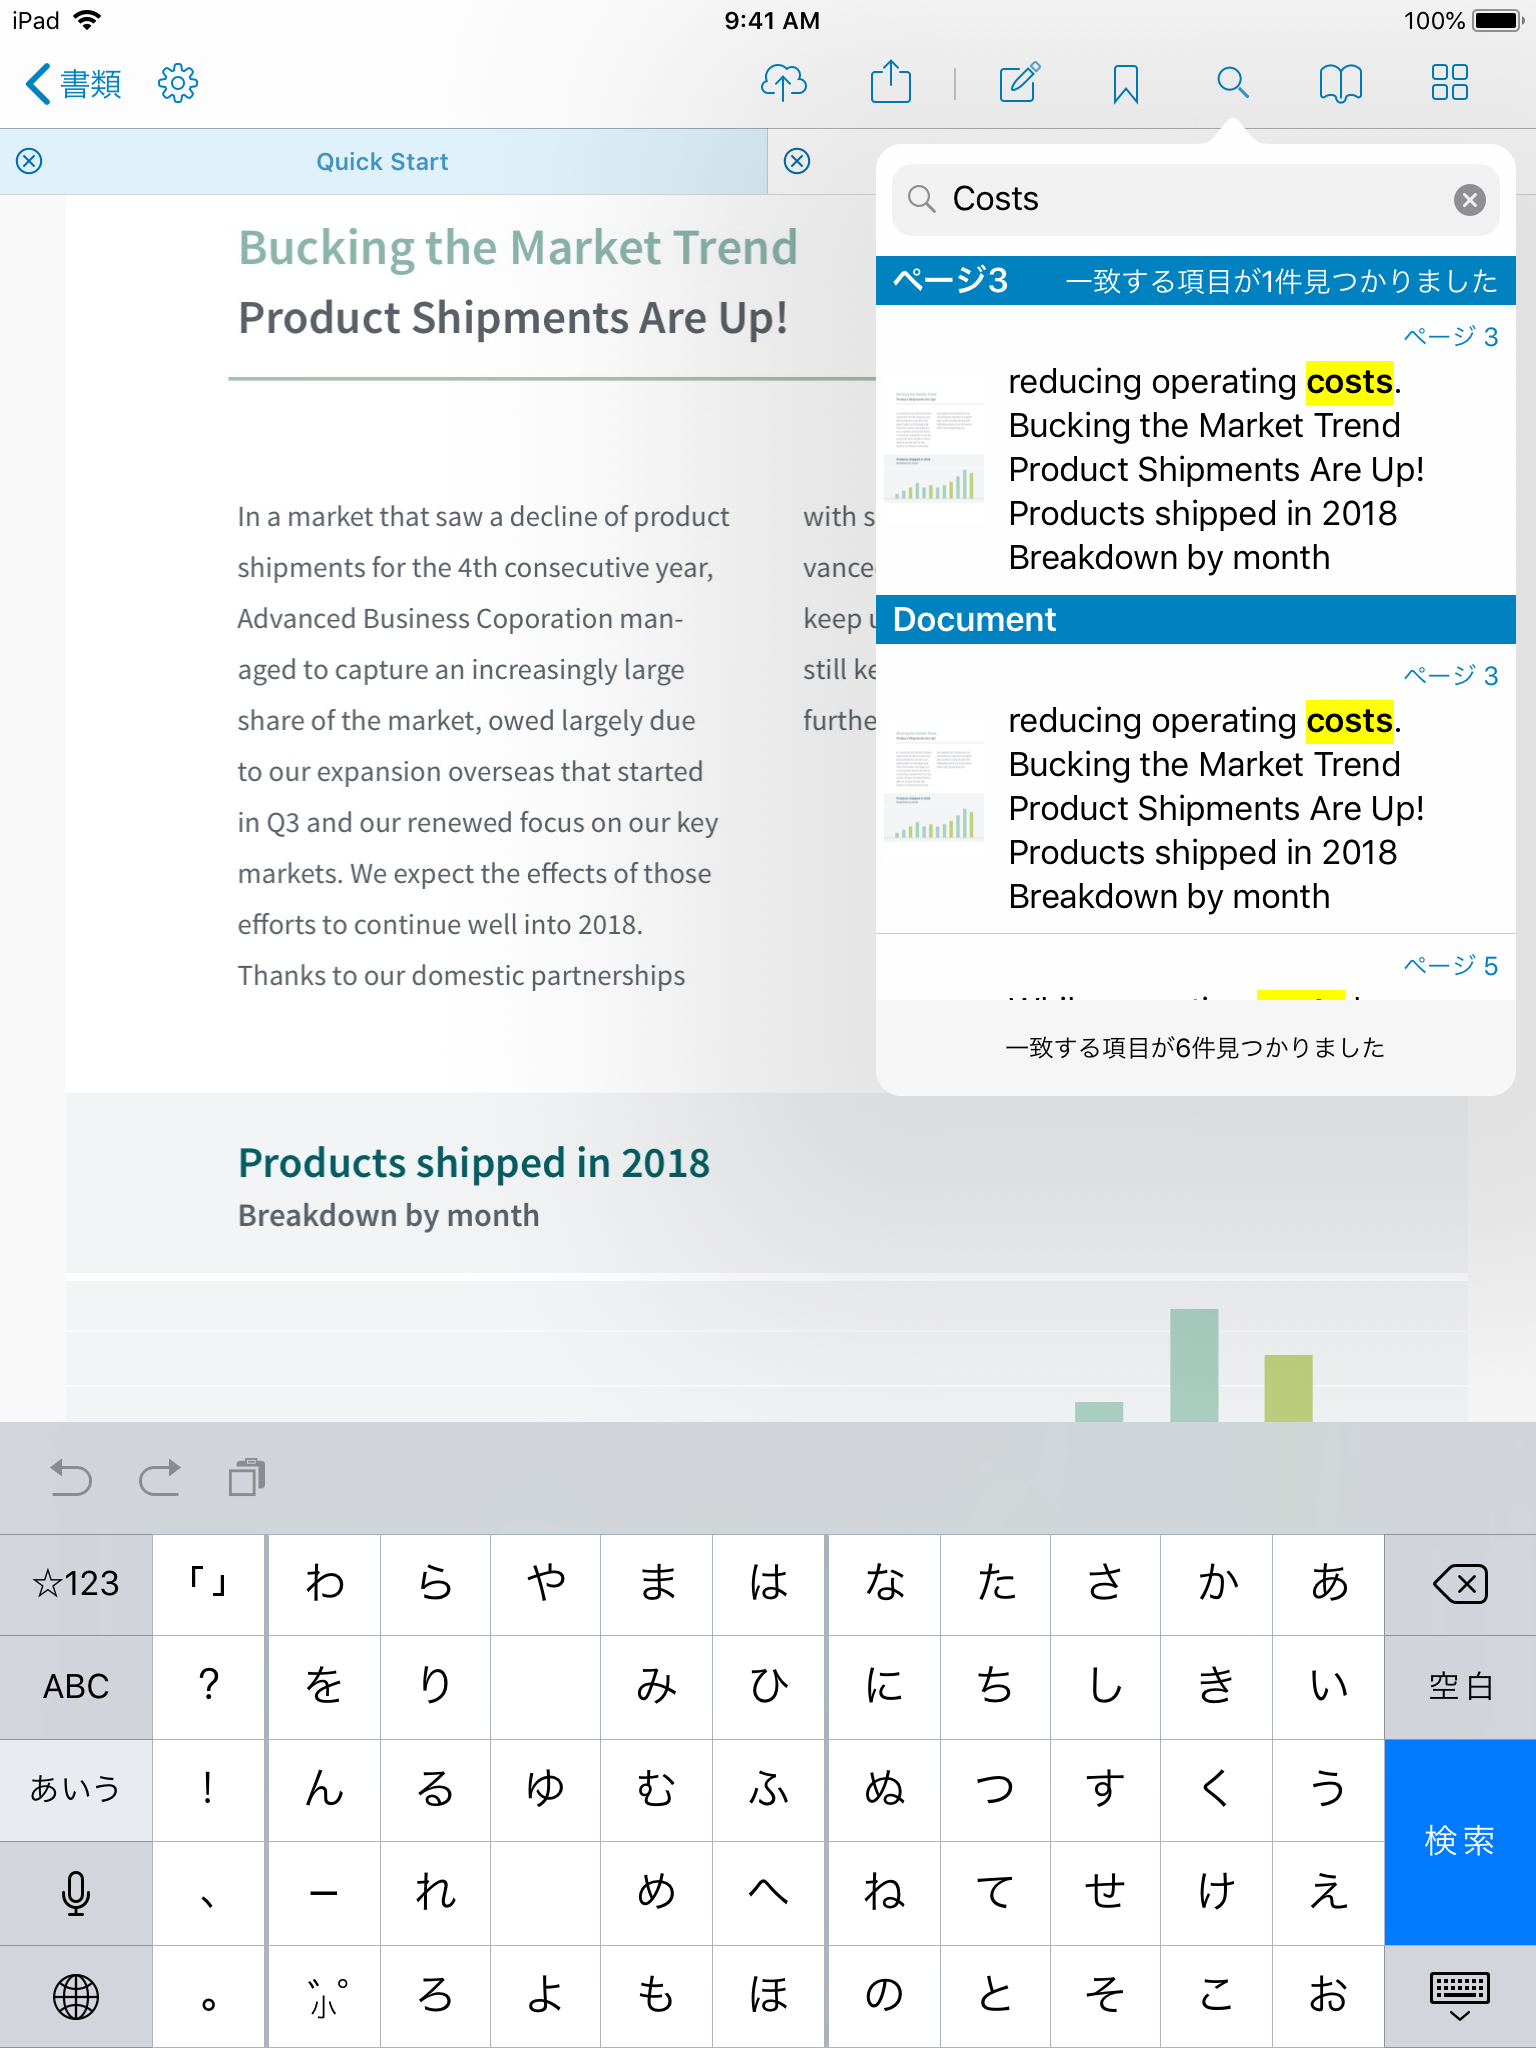 iPad
9:41 AM
100%
書類
Quick Start
Costs
ページ3 一致する項目が1件見つかりました
ページ 3
reducing operating costs.
Bucking the Market Trend
Product Shipments Are Up!
Products shipped in 2018
Breakdown by month
Document
ページ 3
reducing operating costs.
Bucking the Market Trend
Product Shipments Are Up!
Products shipped in 2018
Breakdown by month
ページ 5
一致する項目が6件見つかりました
Bucking the Market Trend
Product Shipments Are Up!
In a market that saw a decline of product
shipments for the 4th consecutive year,
Advanced Business Coporation man-
aged to capture an increasingly large
share of the market, owed largely due
to our expansion overseas that started
in Q3 and our renewed focus on our key
markets. We expect the effects of those
efforts to continue well into 2018.
Thanks to our domestic partnerships
with s
vance
keep u
still ke
furthe
Products shipped in 2018
Breakdown by month
☆123 「」 わ ら や ま は な た さ か あ
ABC ? を り み ひ に ち し き い 空白
あいう ! ん る ゆ む ふ ぬ つ す く う 検索
、 ー れ め へ ね て せ け え
。 ゛゜小 ろ よ も ほ の と そ こ お